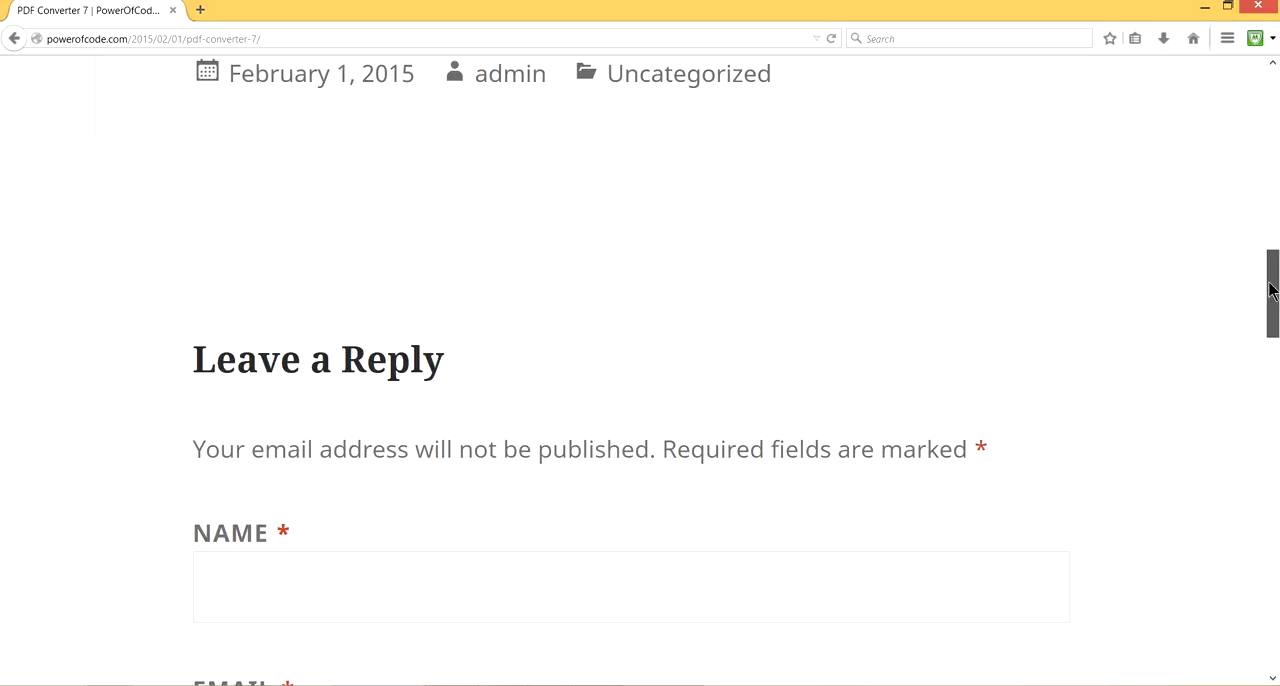 PDF Converter 7 | PowerOfCod...
powerofcode.com/2015/02/01/pdf-converter-7/
Search
February 1, 2015 admin Uncategorized
Leave a Reply
Your email address will not be published. Required fields are marked *
NAME *
EMAIL *